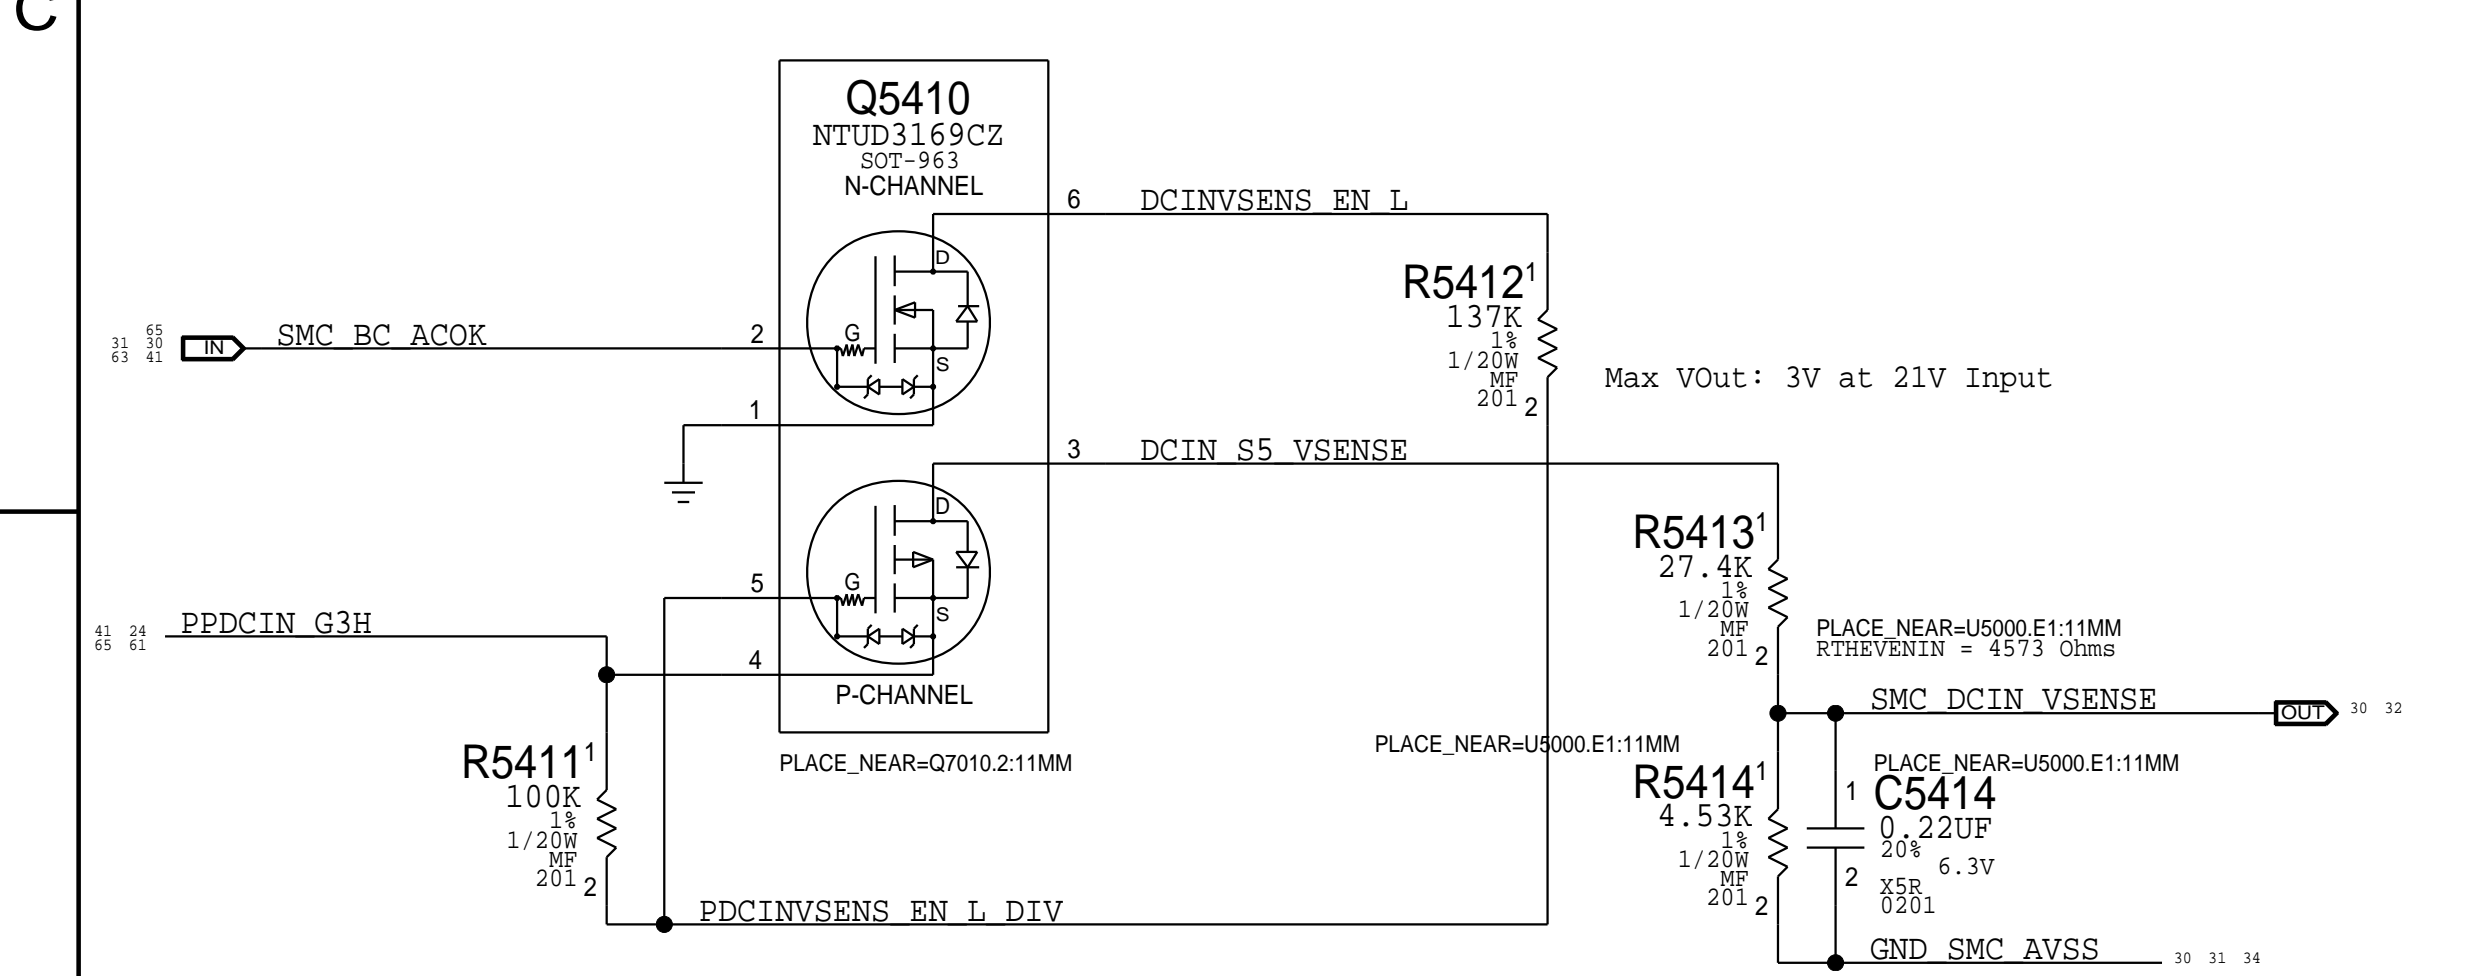 C
Q5410
NTUD3169CZ
SOT-963
N-CHANNEL
6 DCINVSENS_EN_L
D
R5412 1
137K
1%
1/20W
MF
201 2
65
31 30
63 41
IN
SMC_BC_ACOK
2
G
S
1
Max VOut: 3V at 21V Input
3 DCIN_S5_VSENSE
D
5
G
S
4
P-CHANNEL
PLACE_NEAR=Q7010.2:11MM
41 24
65 61
PPDCIN_G3H
R5411 1
100K
1%
1/20W
MF
201 2
PDCINVSENS_EN_L_DIV
R5413 1
27.4K
1%
1/20W
MF
201 2
PLACE_NEAR=U5000.E1:11MM
RTHEVENIN = 4573 Ohms
SMC_DCIN_VSENSE
OUT
30 32
PLACE_NEAR=U5000.E1:11MM
R5414 1
4.53K
1%
1/20W
MF
201 2
PLACE_NEAR=U5000.E1:11MM
1 C5414
0.22UF
20%
6.3V
2 X5R
0201
GND_SMC_AVSS
30 31 34